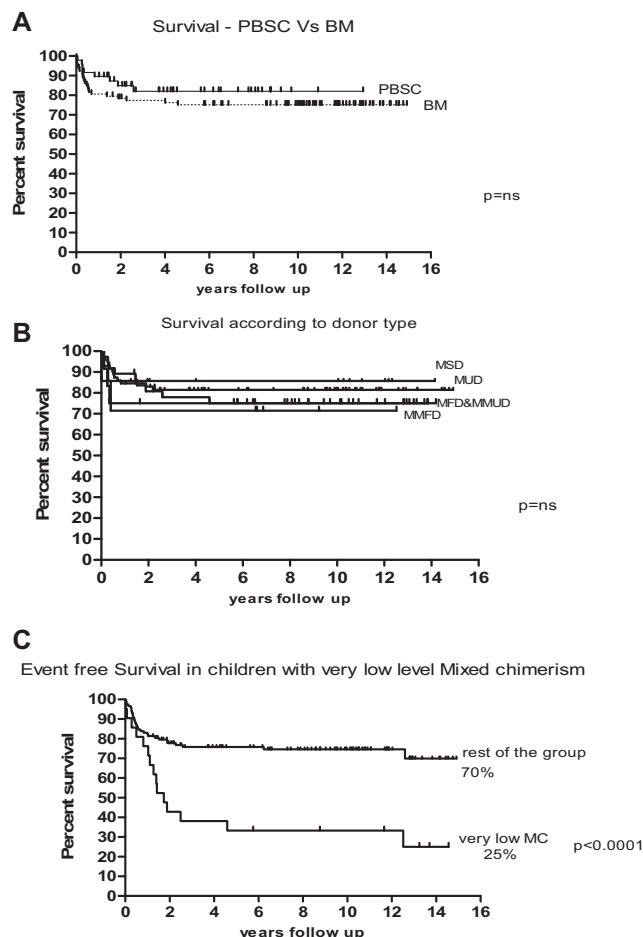 A
Survival - PBSC Vs BM
Percent survival
100
90
80
70
60
50
40
30
20
10
0
PBSC
BM
p=ns
0 2 4 6 8 10 12 14 16
years follow up
B
Survival according to donor type
Percent survival
100
90
80
70
60
50
40
30
20
10
0
MSD
MUD
MFD&MMUD
MMFD
p=ns
0 2 4 6 8 10 12 14 16
years follow up
C
Event free Survival in children with very low level Mixed chimerism
Percent survival
100
90
80
70
60
50
40
30
20
10
0
rest of the group
70%
very low MC p<0.0001
25%
0 2 4 6 8 10 12 14 16
years follow up